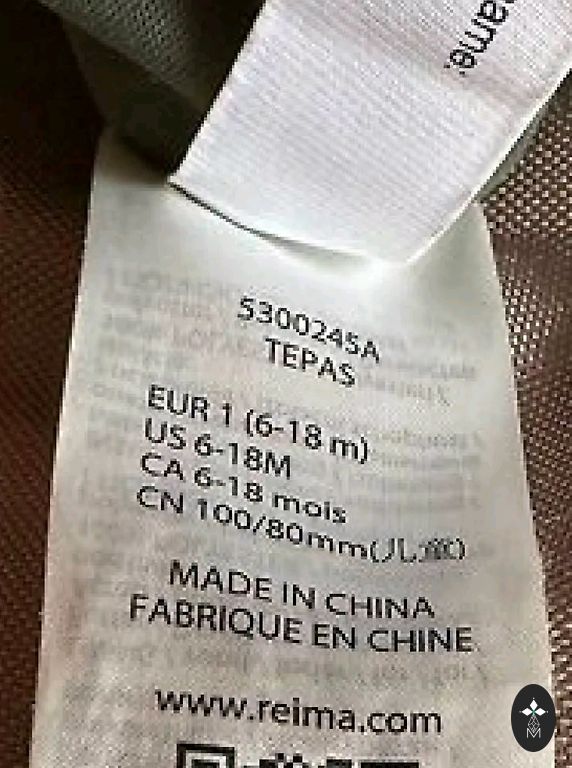 ame.
5300245A
TEPAS
EUR 1 (6-18 m)
US 6-18M
CA 6-18 mois
CN 100/80mm(儿
MADE IN CHINA
FABRIQUE EN CHINE
www.reima.com